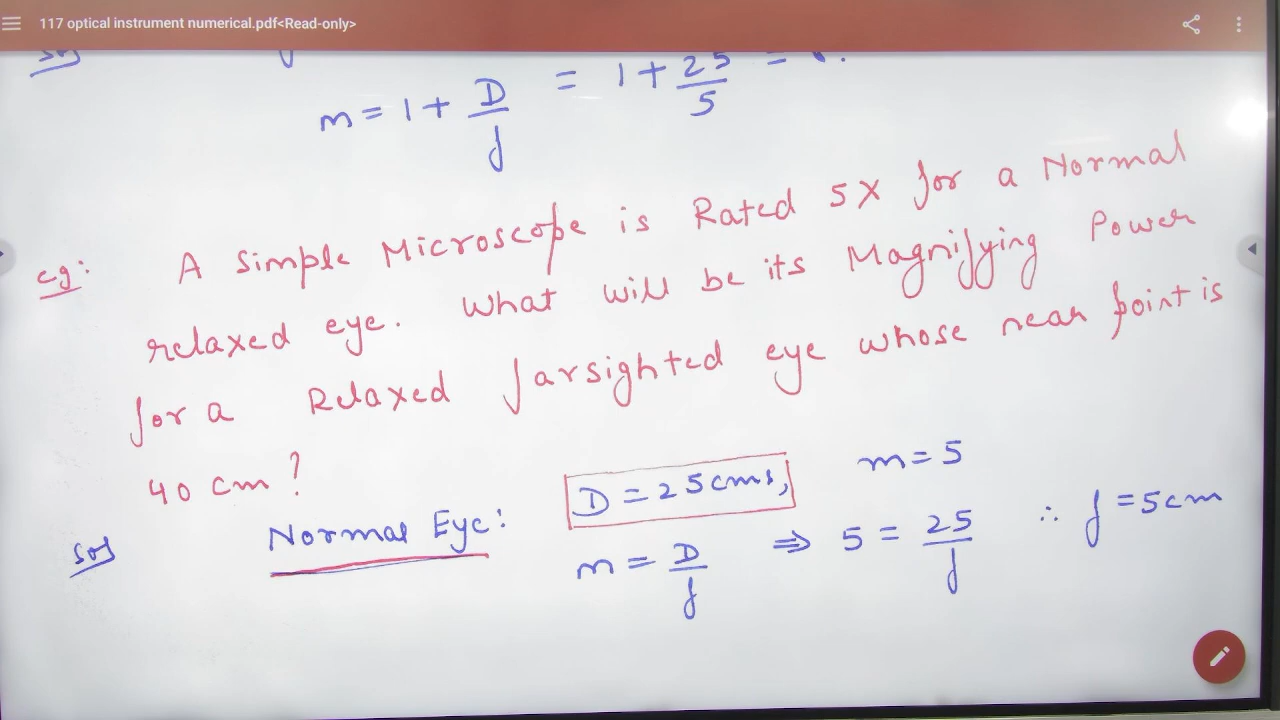 117 optical instrument numerical.pdf<Read-only>
Sol
m = 1 + D/f = 1 + 25/5 =
eg: A Simple Microscope is Rated 5X for a Normal
relaxed eye. What will be its Magnifying Power
for a Relaxed farsighted eye whose near point is
40 cm?
Sol Normal Eye: D = 25cms, m = 5
m = D/f ⇒ 5 = 25/f ∴ f = 5cm